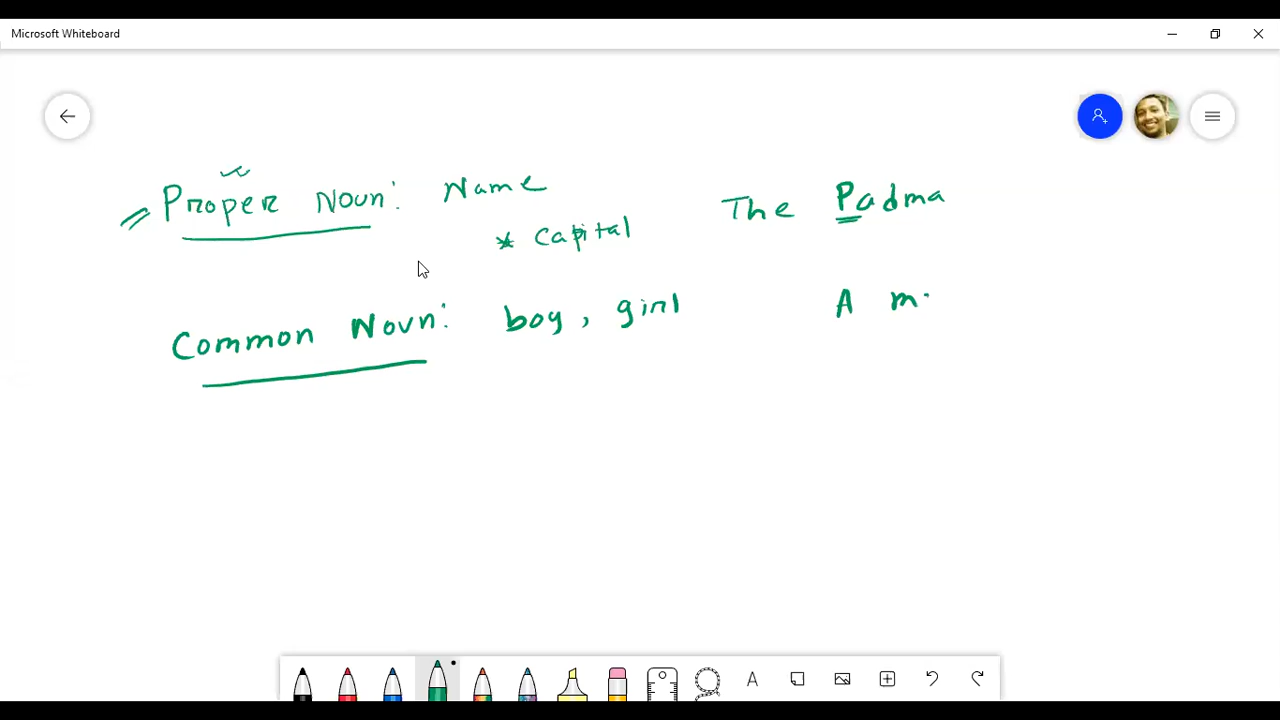 Microsoft Whiteboard
Proper Noun: Name The Padma
* Capital
Common Noun: boy, girl A m